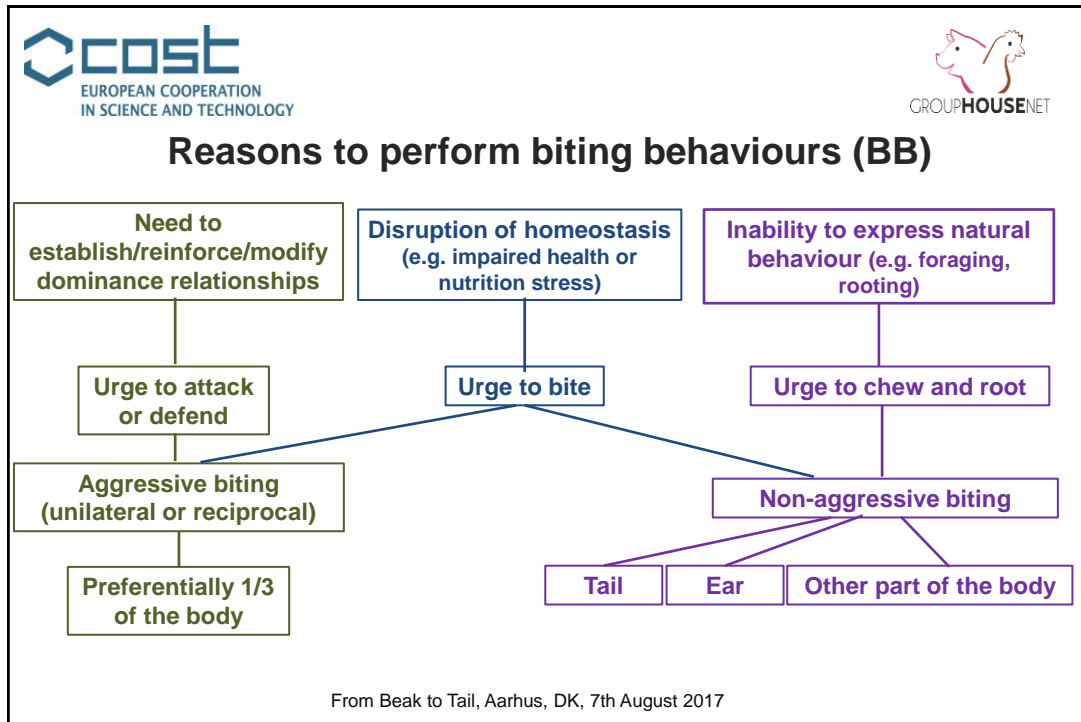 cost
EUROPEAN COOPERATION
IN SCIENCE AND TECHNOLOGY
GROUPHOUSENET
Reasons to perform biting behaviours (BB)
Need to
establish/reinforce/modify
dominance relationships
Disruption of homeostasis
(e.g. impaired health or
nutrition stress)
Inability to express natural
behaviour (e.g. foraging,
rooting)
Urge to attack
or defend
Urge to bite
Urge to chew and root
Aggressive biting
(unilateral or reciprocal)
Non-aggressive biting
Preferentially 1/3
of the body
Tail
Ear
Other part of the body
From Beak to Tail, Aarhus, DK, 7th August 2017